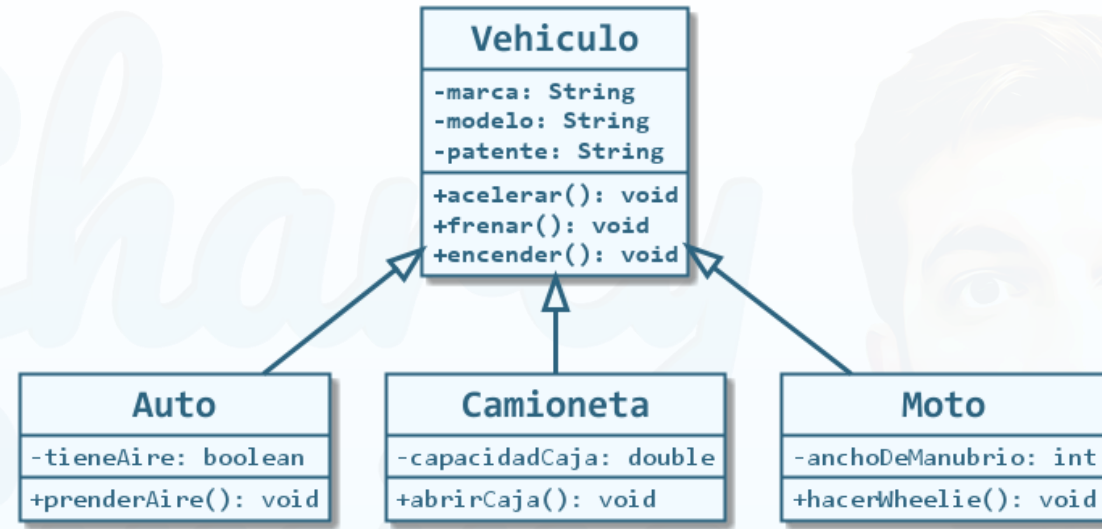 Vehiculo
-marca: String
-modelo: String
-patente: String
+acelerar(): void
+frenar(): void
+encender(): void
Auto
-tieneAire: boolean
+prenderAire(): void
Camioneta
-capacidadCaja: double
+abrirCaja(): void
Moto
-anchoDeManubrio: int
+hacerWheelie(): void